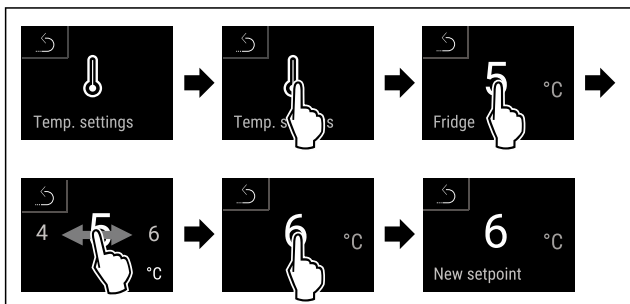 Temp. settings
Temp. s s
5 °C
Fridge
4 5 6
°C
6 °C
6 °C
New setpoint